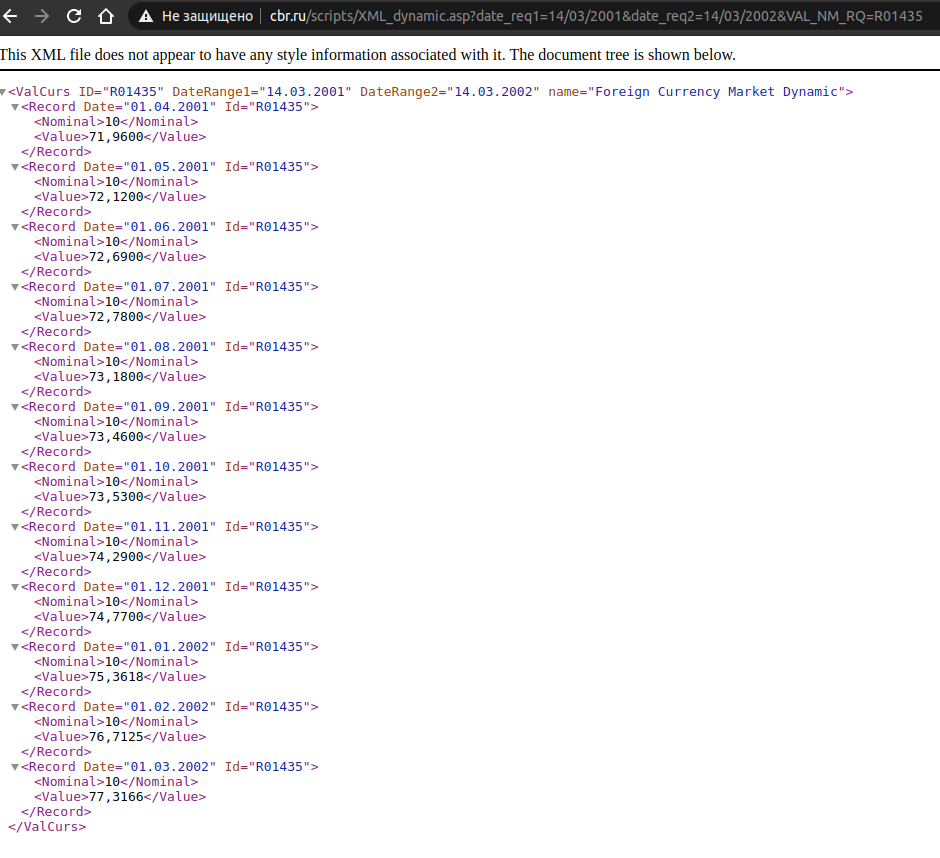 Не защищено cbr.ru/scripts/XML_dynamic.asp?date_req1=14/03/2001&date_req2=14/03/2002&VAL_NM_RQ=R01435
This XML file does not appear to have any style information associated with it. The document tree is shown below.
<ValCurs ID="R01435" DateRange1="14.03.2001" DateRange2="14.03.2002" name="Foreign Currency Market Dynamic">
<Record Date="01.04.2001" Id="R01435">
<Nominal>10</Nominal>
<Value>71,9600</Value>
</Record>
<Record Date="01.05.2001" Id="R01435">
<Nominal>10</Nominal>
<Value>72,1200</Value>
</Record>
<Record Date="01.06.2001" Id="R01435">
<Nominal>10</Nominal>
<Value>72,6900</Value>
</Record>
<Record Date="01.07.2001" Id="R01435">
<Nominal>10</Nominal>
<Value>72,7800</Value>
</Record>
<Record Date="01.08.2001" Id="R01435">
<Nominal>10</Nominal>
<Value>73,1800</Value>
</Record>
<Record Date="01.09.2001" Id="R01435">
<Nominal>10</Nominal>
<Value>73,4600</Value>
</Record>
<Record Date="01.10.2001" Id="R01435">
<Nominal>10</Nominal>
<Value>73,5300</Value>
</Record>
<Record Date="01.11.2001" Id="R01435">
<Nominal>10</Nominal>
<Value>74,2900</Value>
</Record>
<Record Date="01.12.2001" Id="R01435">
<Nominal>10</Nominal>
<Value>74,7700</Value>
</Record>
<Record Date="01.01.2002" Id="R01435">
<Nominal>10</Nominal>
<Value>75,3618</Value>
</Record>
<Record Date="01.02.2002" Id="R01435">
<Nominal>10</Nominal>
<Value>76,7125</Value>
</Record>
<Record Date="01.03.2002" Id="R01435">
<Nominal>10</Nominal>
<Value>77,3166</Value>
</Record>
</ValCurs>